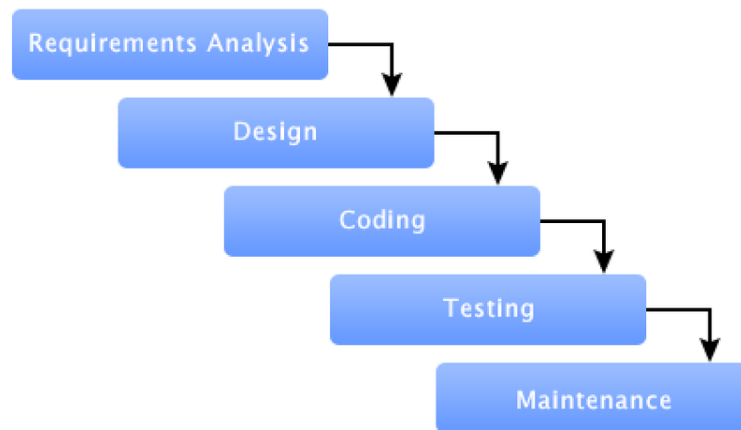 Requirements Analysis
Design
Coding
Testing
Maintenance